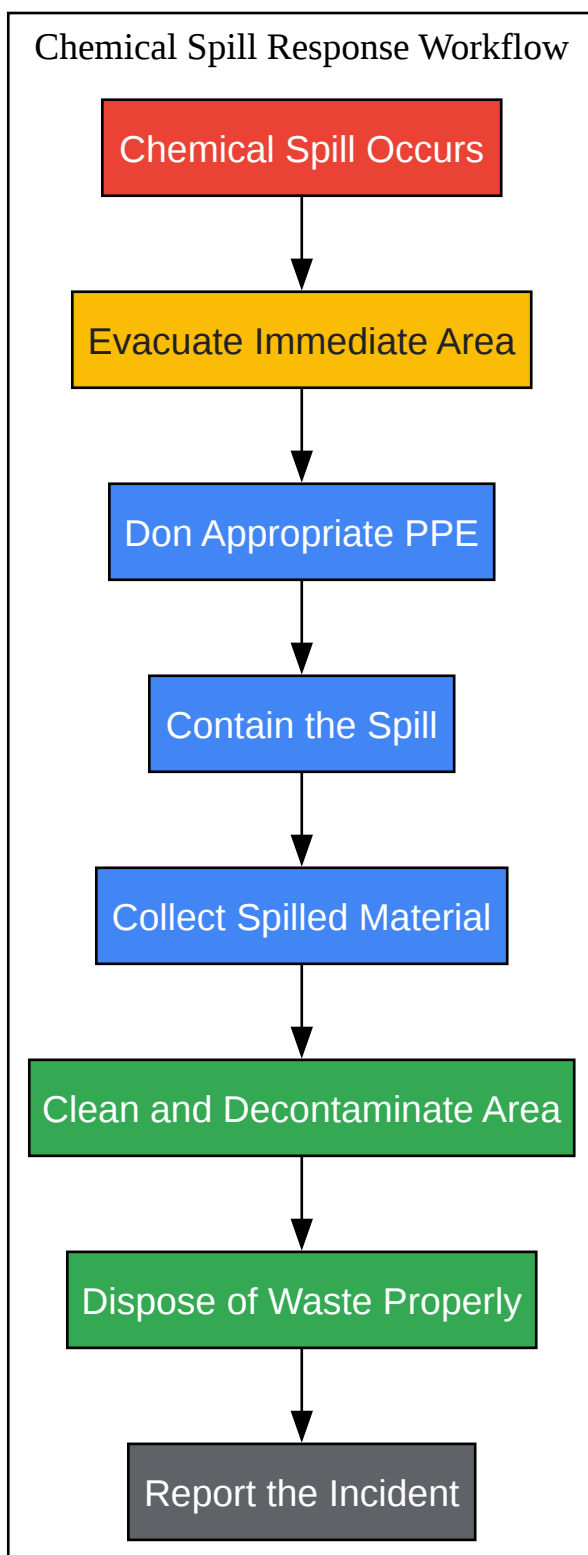 Chemical Spill Response Workflow
Chemical Spill Occurs
Evacuate Immediate Area
Don Appropriate PPE
Contain the Spill
Collect Spilled Material
Clean and Decontaminate Area
Dispose of Waste Properly
Report the Incident